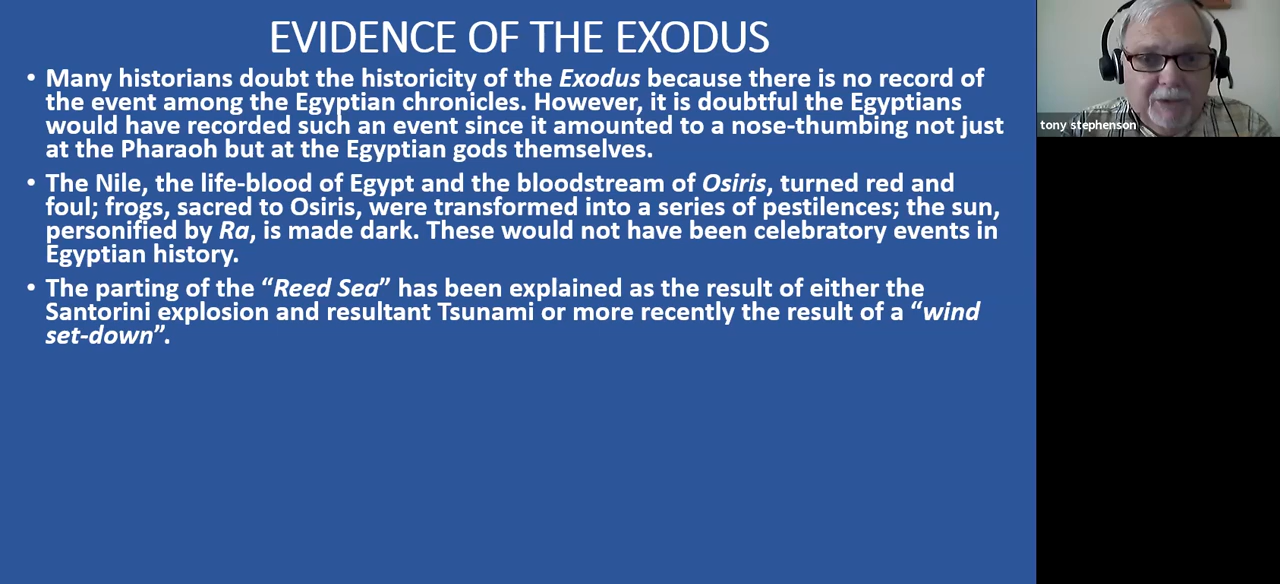 EVIDENCE OF THE EXODUS
• Many historians doubt the historicity of the Exodus because there is no record of
the event among the Egyptian chronicles. However, it is doubtful the Egyptians
would have recorded such an event since it amounted to a nose-thumbing not just
at the Pharaoh but at the Egyptian gods themselves.
• The Nile, the life-blood of Egypt and the bloodstream of Osiris, turned red and
foul; frogs, sacred to Osiris, were transformed into a series of pestilences; the sun,
personified by Ra, is made dark. These would not have been celebratory events in
Egyptian history.
• The parting of the “Reed Sea” has been explained as the result of either the
Santorini explosion and resultant Tsunami or more recently the result of a “wind
set-down”.
tony stephenson